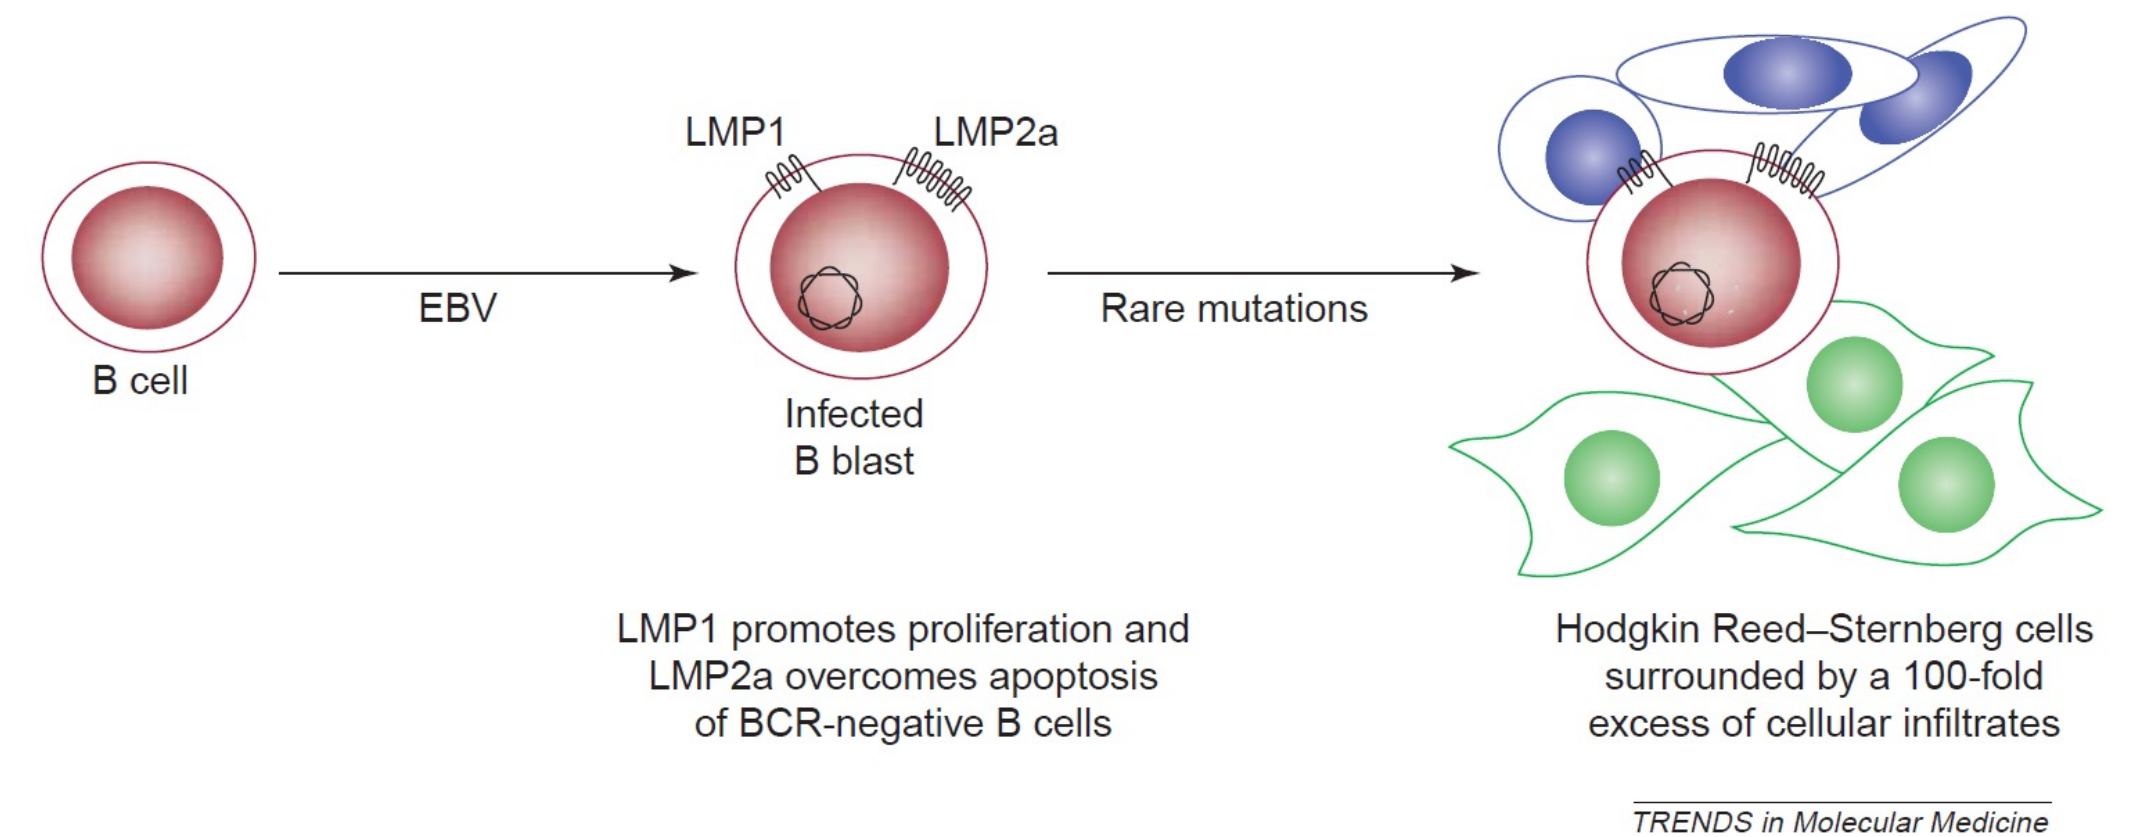 LMP1
LMP2a
EBV
Rare mutations
B cell
Infected
B blast
LMP1 promotes proliferation and
LMP2a overcomes apoptosis
of BCR-negative B cells
Hodgkin Reed–Sternberg cells
surrounded by a 100-fold
excess of cellular infiltrates
TRENDS in Molecular Medicine